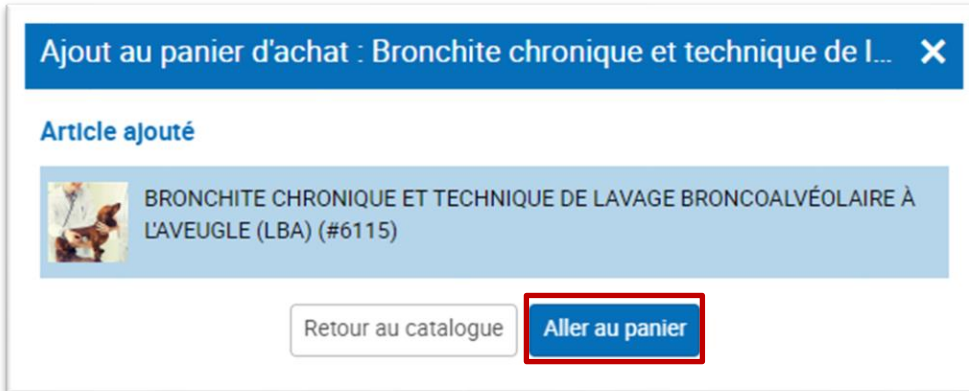 Ajout au panier d'achat : Bronchite chronique et technique de l... ×
Article ajouté
BRONCHITE CHRONIQUE ET TECHNIQUE DE LAVAGE BRONCOALVÉOLAIRE À
L'AVEUGLE (LBA) (#6115)
Retour au catalogue Aller au panier